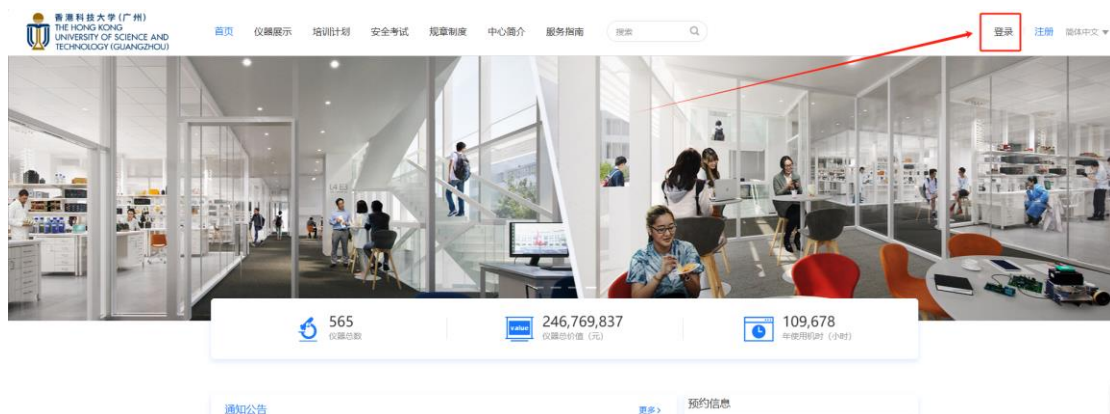 香港科技大学(广州)
THE HONG KONG
UNIVERSITY OF SCIENCE AND
TECHNOLOGY (GUANGZHOU)
首页 仪器展示 培训计划 安全考试 规章制度 中心简介 服务指南 搜索 登录 注册 简体中文
565
仪器总数
value
246,769,837
仪器总价值（元）
109,678
年使用机时（小时）
通知公告 更多>
预约信息